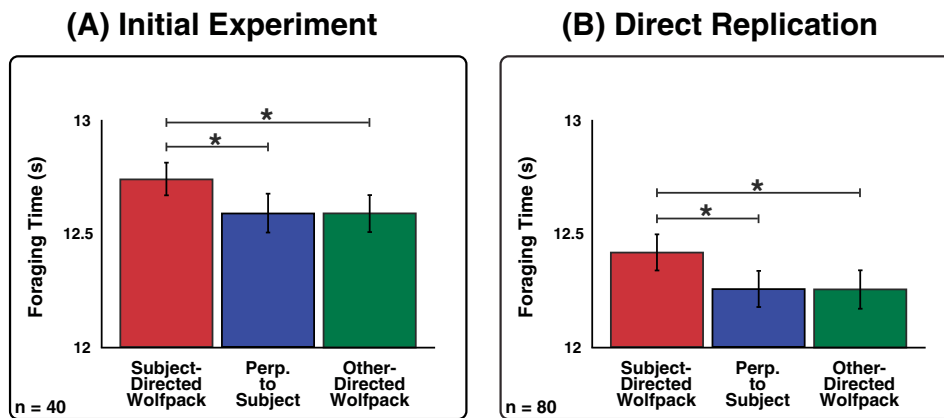 (A) Initial Experiment
13
12.5
12
Foraging Time (s)
*
*
Subject-
Directed
Wolfpack
Perp.
to
Subject
Other-
Directed
Wolfpack
n = 40
(B) Direct Replication
13
12.5
12
Foraging Time (s)
*
*
Subject-
Directed
Wolfpack
Perp.
to
Subject
Other-
Directed
Wolfpack
n = 80